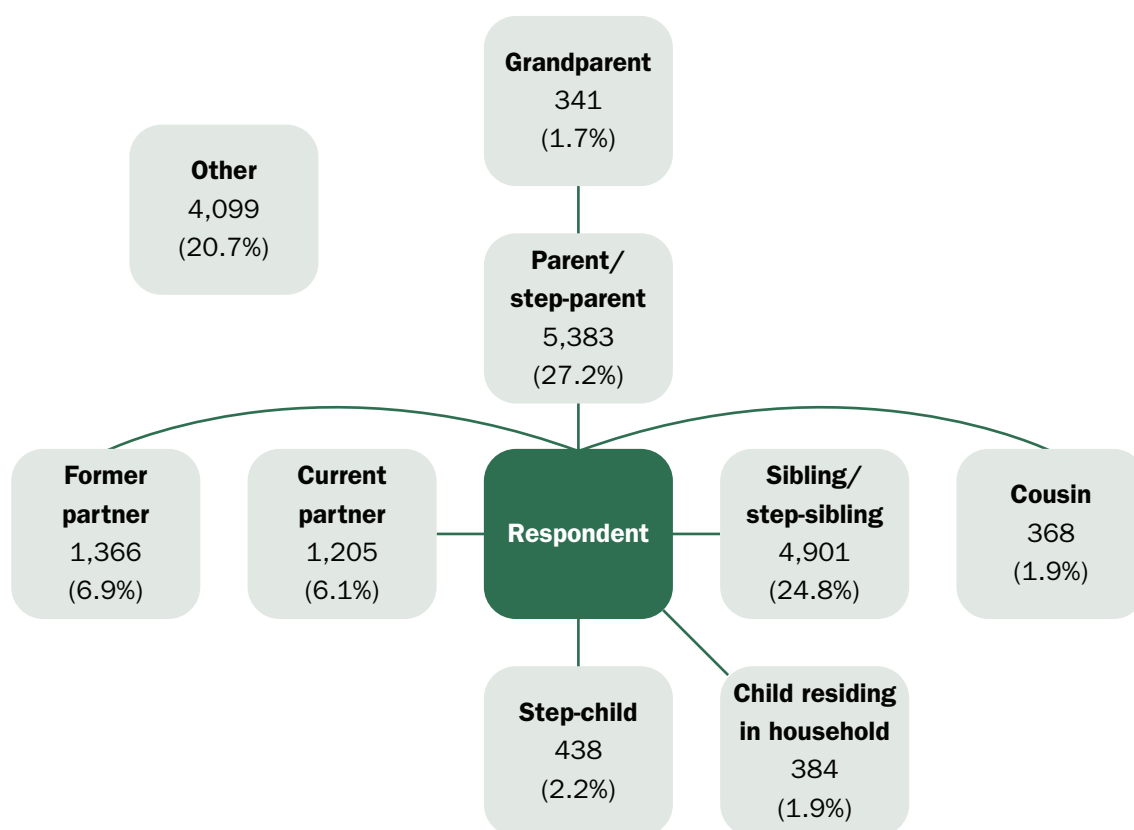 Grandparent
341
(1.7%)
Other
4,099
(20.7%)
Parent/
step-parent
5,383
(27.2%)
Former
partner
1,366
(6.9%)
Current
partner
1,205
(6.1%)
Respondent
Sibling/
step-sibling
4,901
(24.8%)
Cousin
368
(1.9%)
Step-child
438
(2.2%)
Child residing
in household
384
(1.9%)